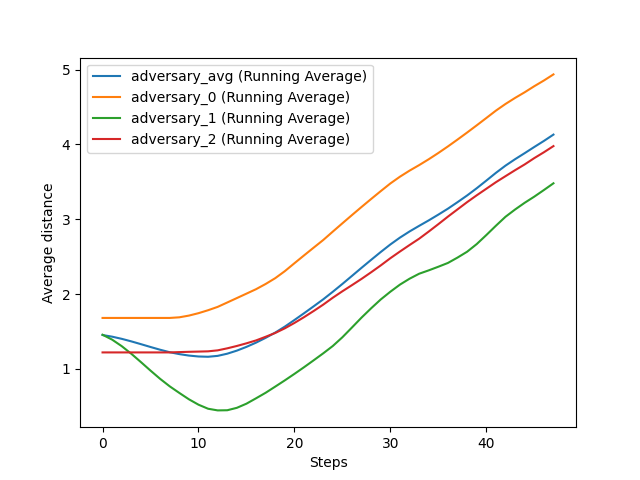 adversary_avg (Running Average)
adversary_0 (Running Average)
adversary_1 (Running Average)
adversary_2 (Running Average)
5
4
3
2
1
Average distance
0 10 20 30 40
Steps